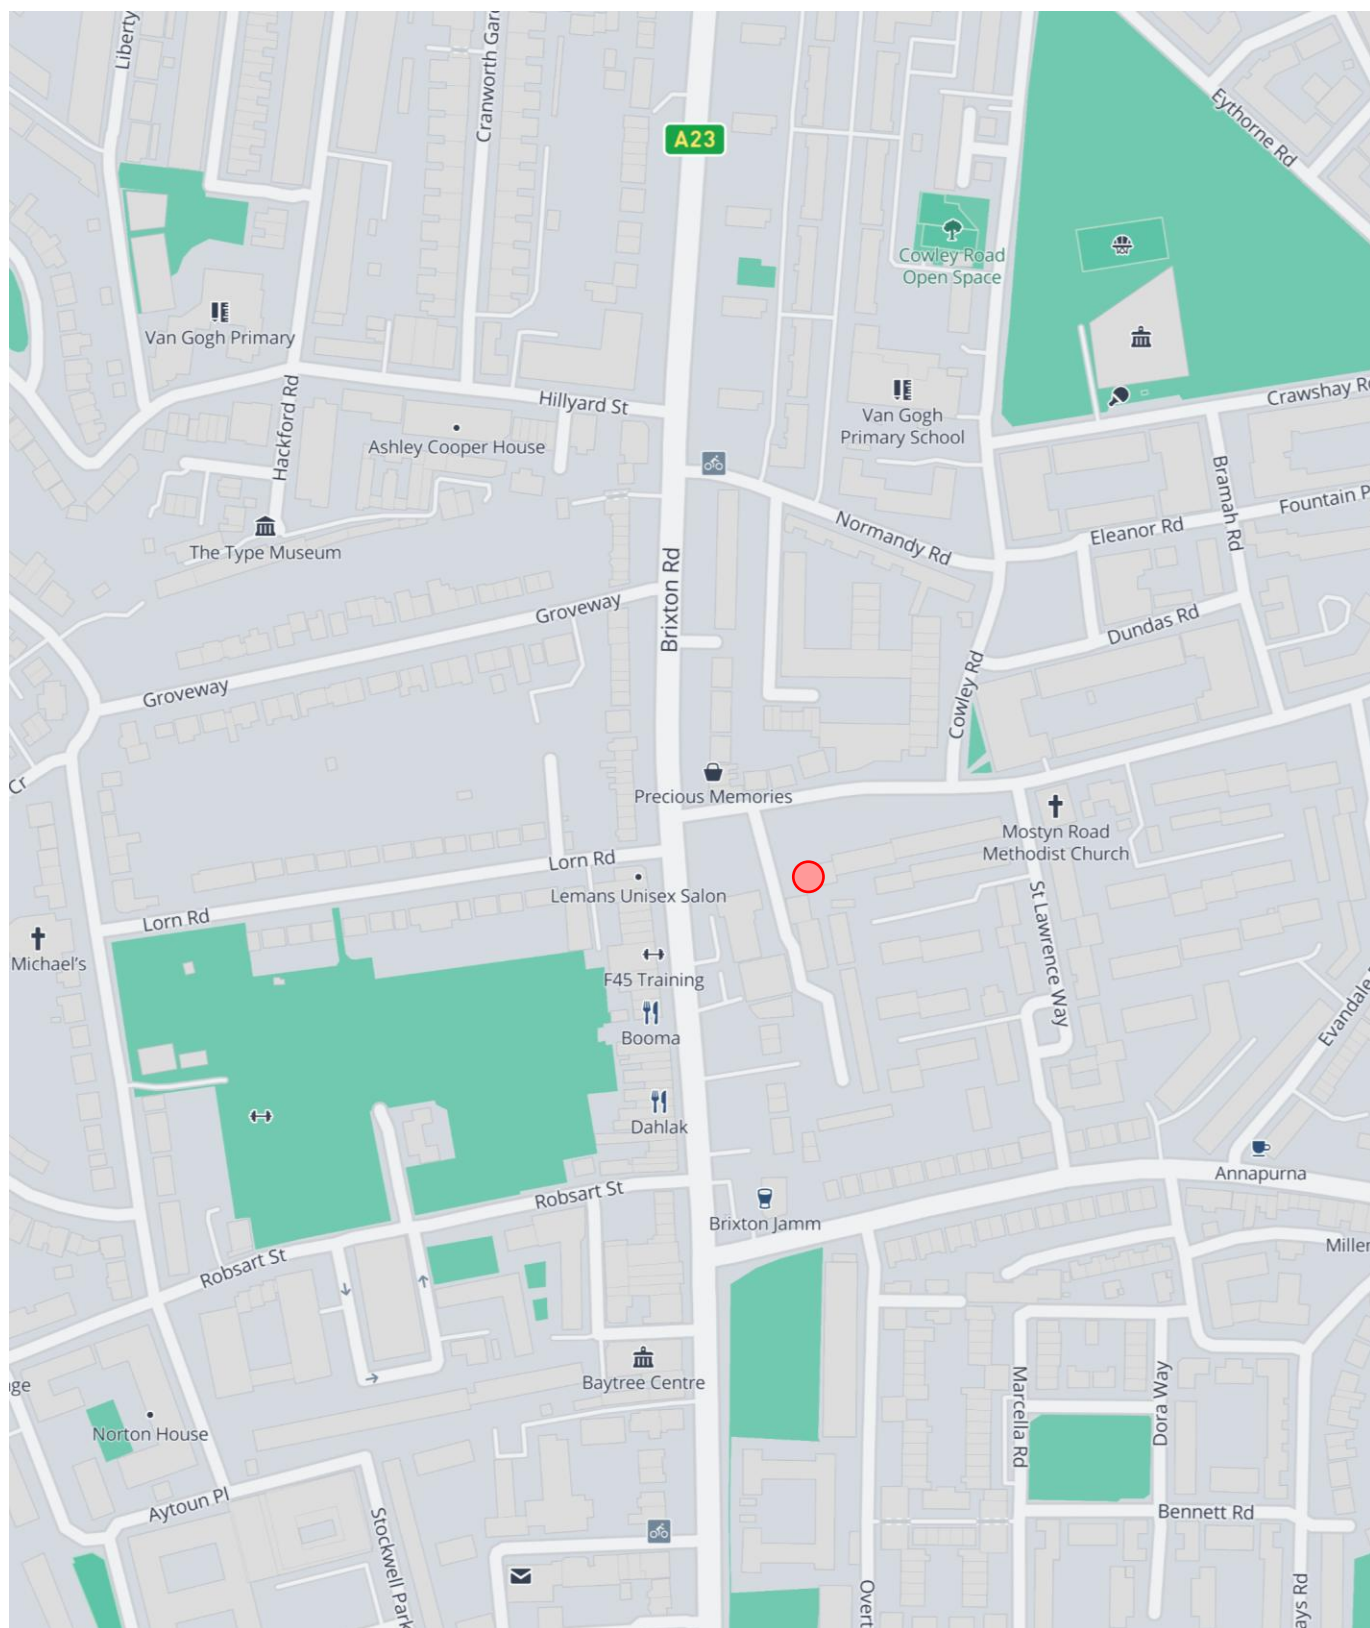 Liberty
Cranworth Gar
A23
Eythorne Rd
Cowley Road
Open Space
Van Gogh Primary
Hackford Rd
Hillyard St
Ashley Cooper House
Van Gogh
Primary School
Crawshay R
Bramah Rd
Fountain P
Eleanor Rd
Normandy Rd
The Type Museum
Brixton Rd
Groveway
Dundas Rd
Groveway
Cowley Rd
Cr
Precious Memories
Mostyn Road
Methodist Church
Lorn Rd
Lemans Unisex Salon
St Lawrence Way
Lorn Rd
Michael's
F45 Training
Booma
Evandale
Dahlak
Annapurna
Robsart St
Brixton Jamm
Miller
Robsart St
Baytree Centre
Marcella Rd
Dora Way
ge
Norton House
Aytoun Pl
Stockwell Park
Bennett Rd
Overt
ays Rd